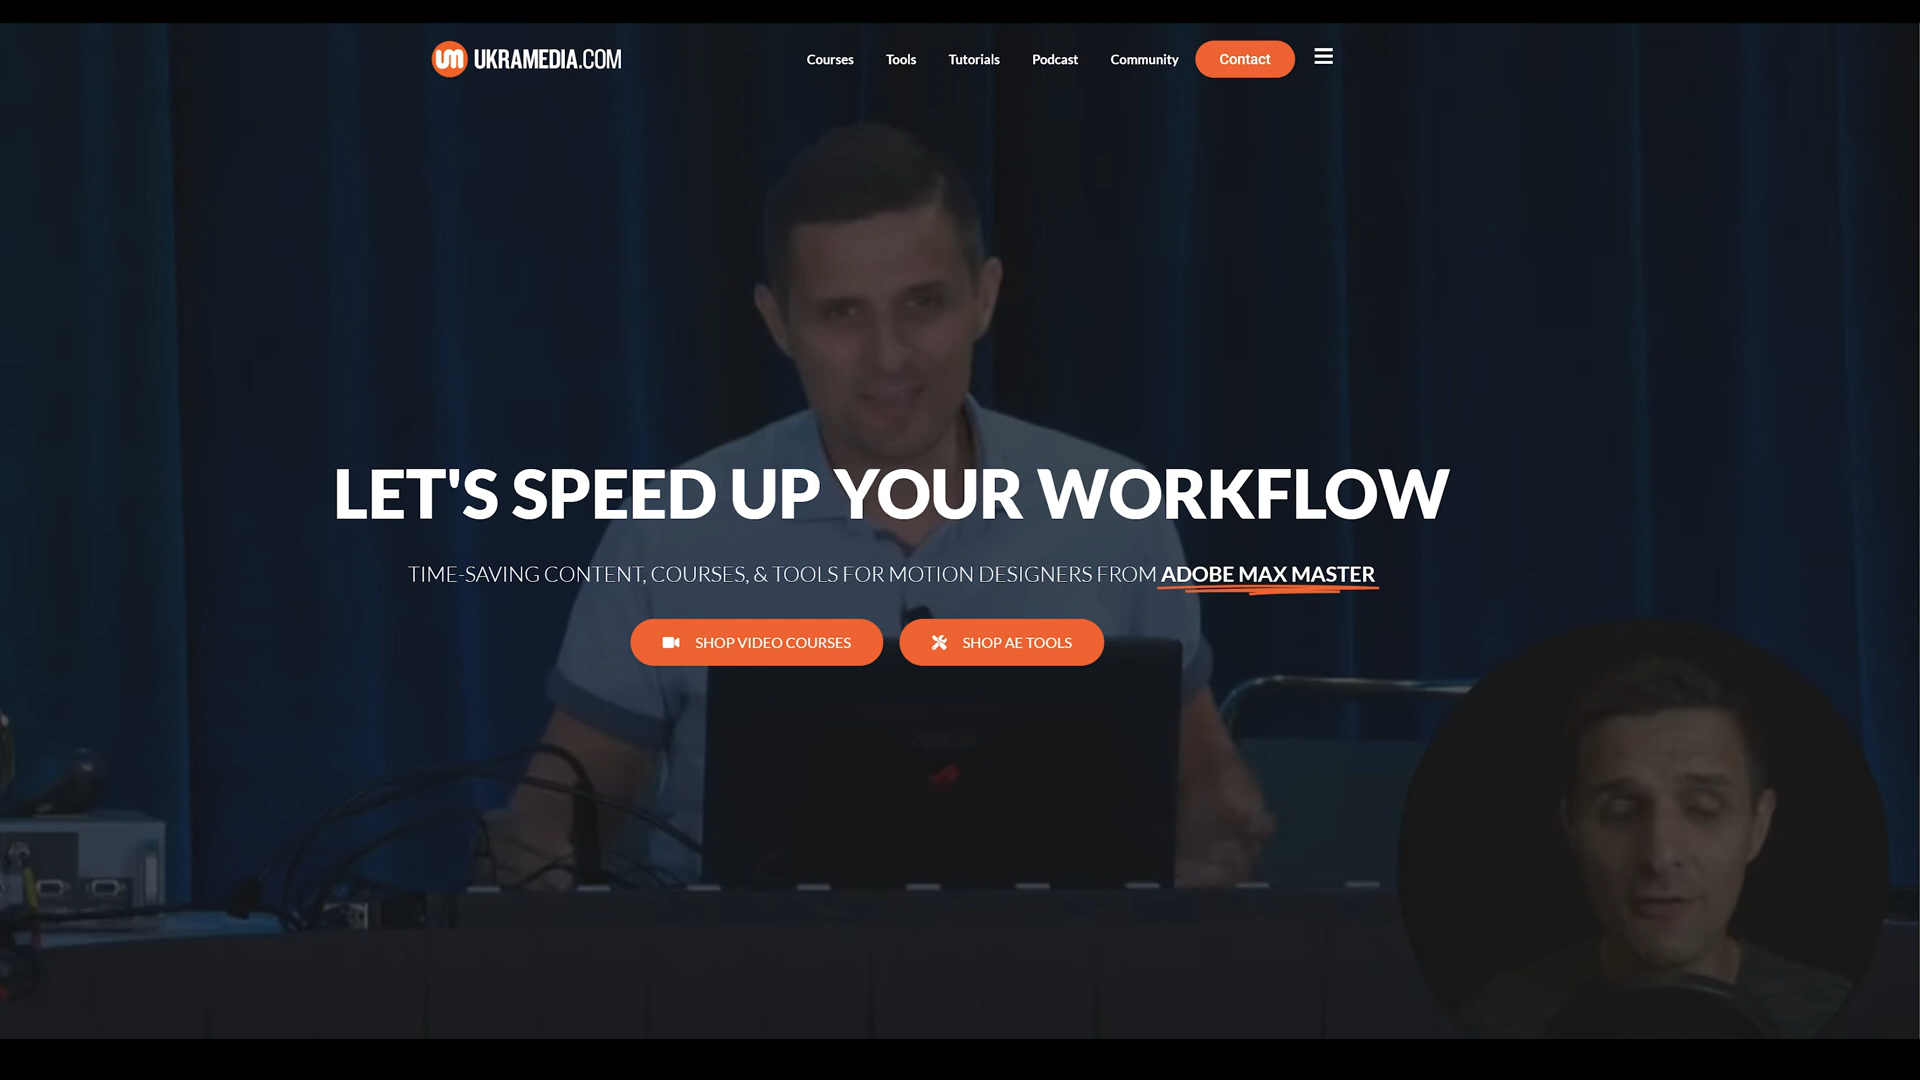 um UKRAMEDIA.COM
Courses Tools Tutorials Podcast Community Contact
LET'S SPEED UP YOUR WORKFLOW
TIME-SAVING CONTENT, COURSES, & TOOLS FOR MOTION DESIGNERS FROM ADOBE MAX MASTER
SHOP VIDEO COURSES SHOP AE TOOLS